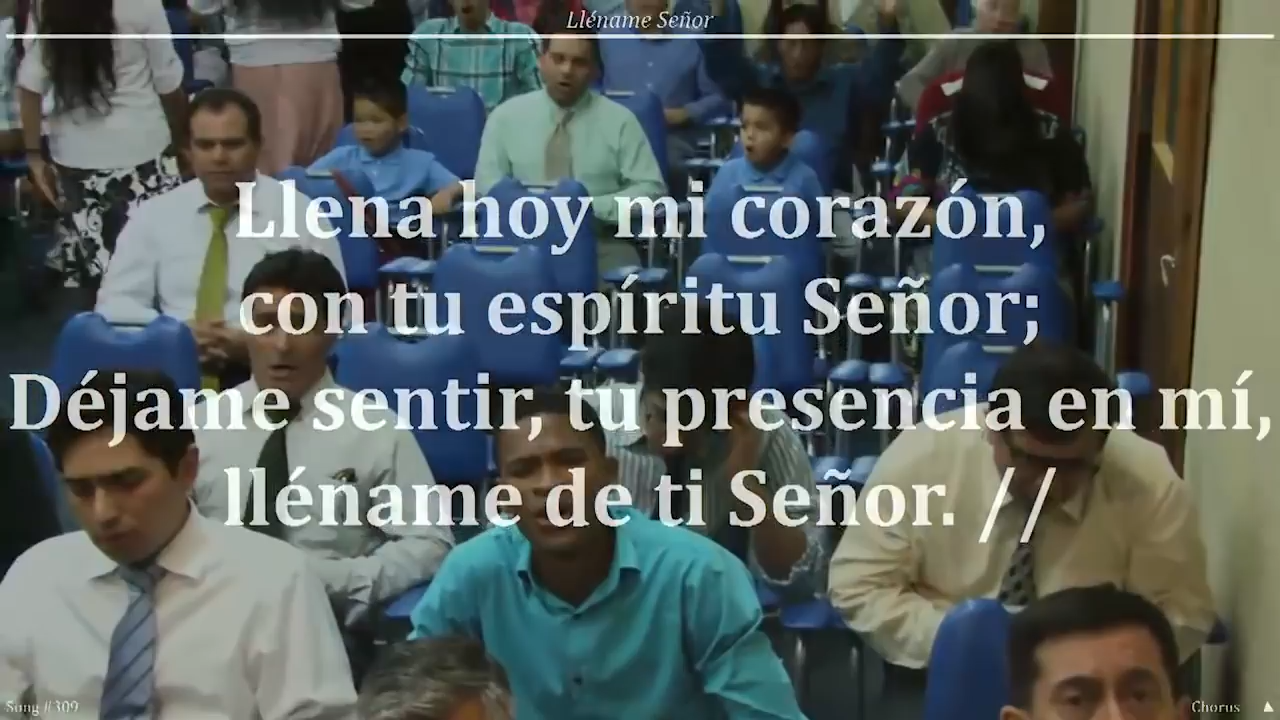 Lléname Señor
Llena hoy mi corazón,
con tu espíritu Señor;
Déjame sentir, tu presencia en mí,
lléname de ti Señor. //
Song #309
Chorus ▲